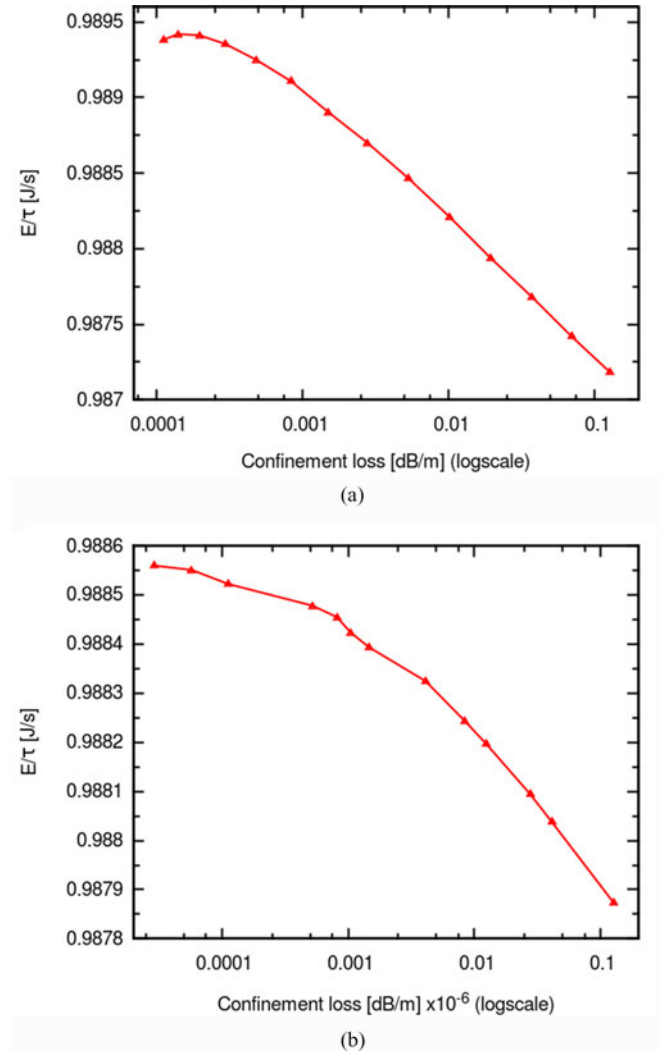 0.9895
0.989
0.9885
0.988
0.9875
0.987
E/τ [J/s]
0.0001 0.001 0.01 0.1
Confinement loss [dB/m] (logscale)
(a)
0.9886
0.9885
0.9884
0.9883
0.9882
0.9881
0.988
0.9879
0.9878
E/τ [J/s]
0.0001 0.001 0.01 0.1
Confinement loss [dB/m] x10⁻⁶ (logscale)
(b)